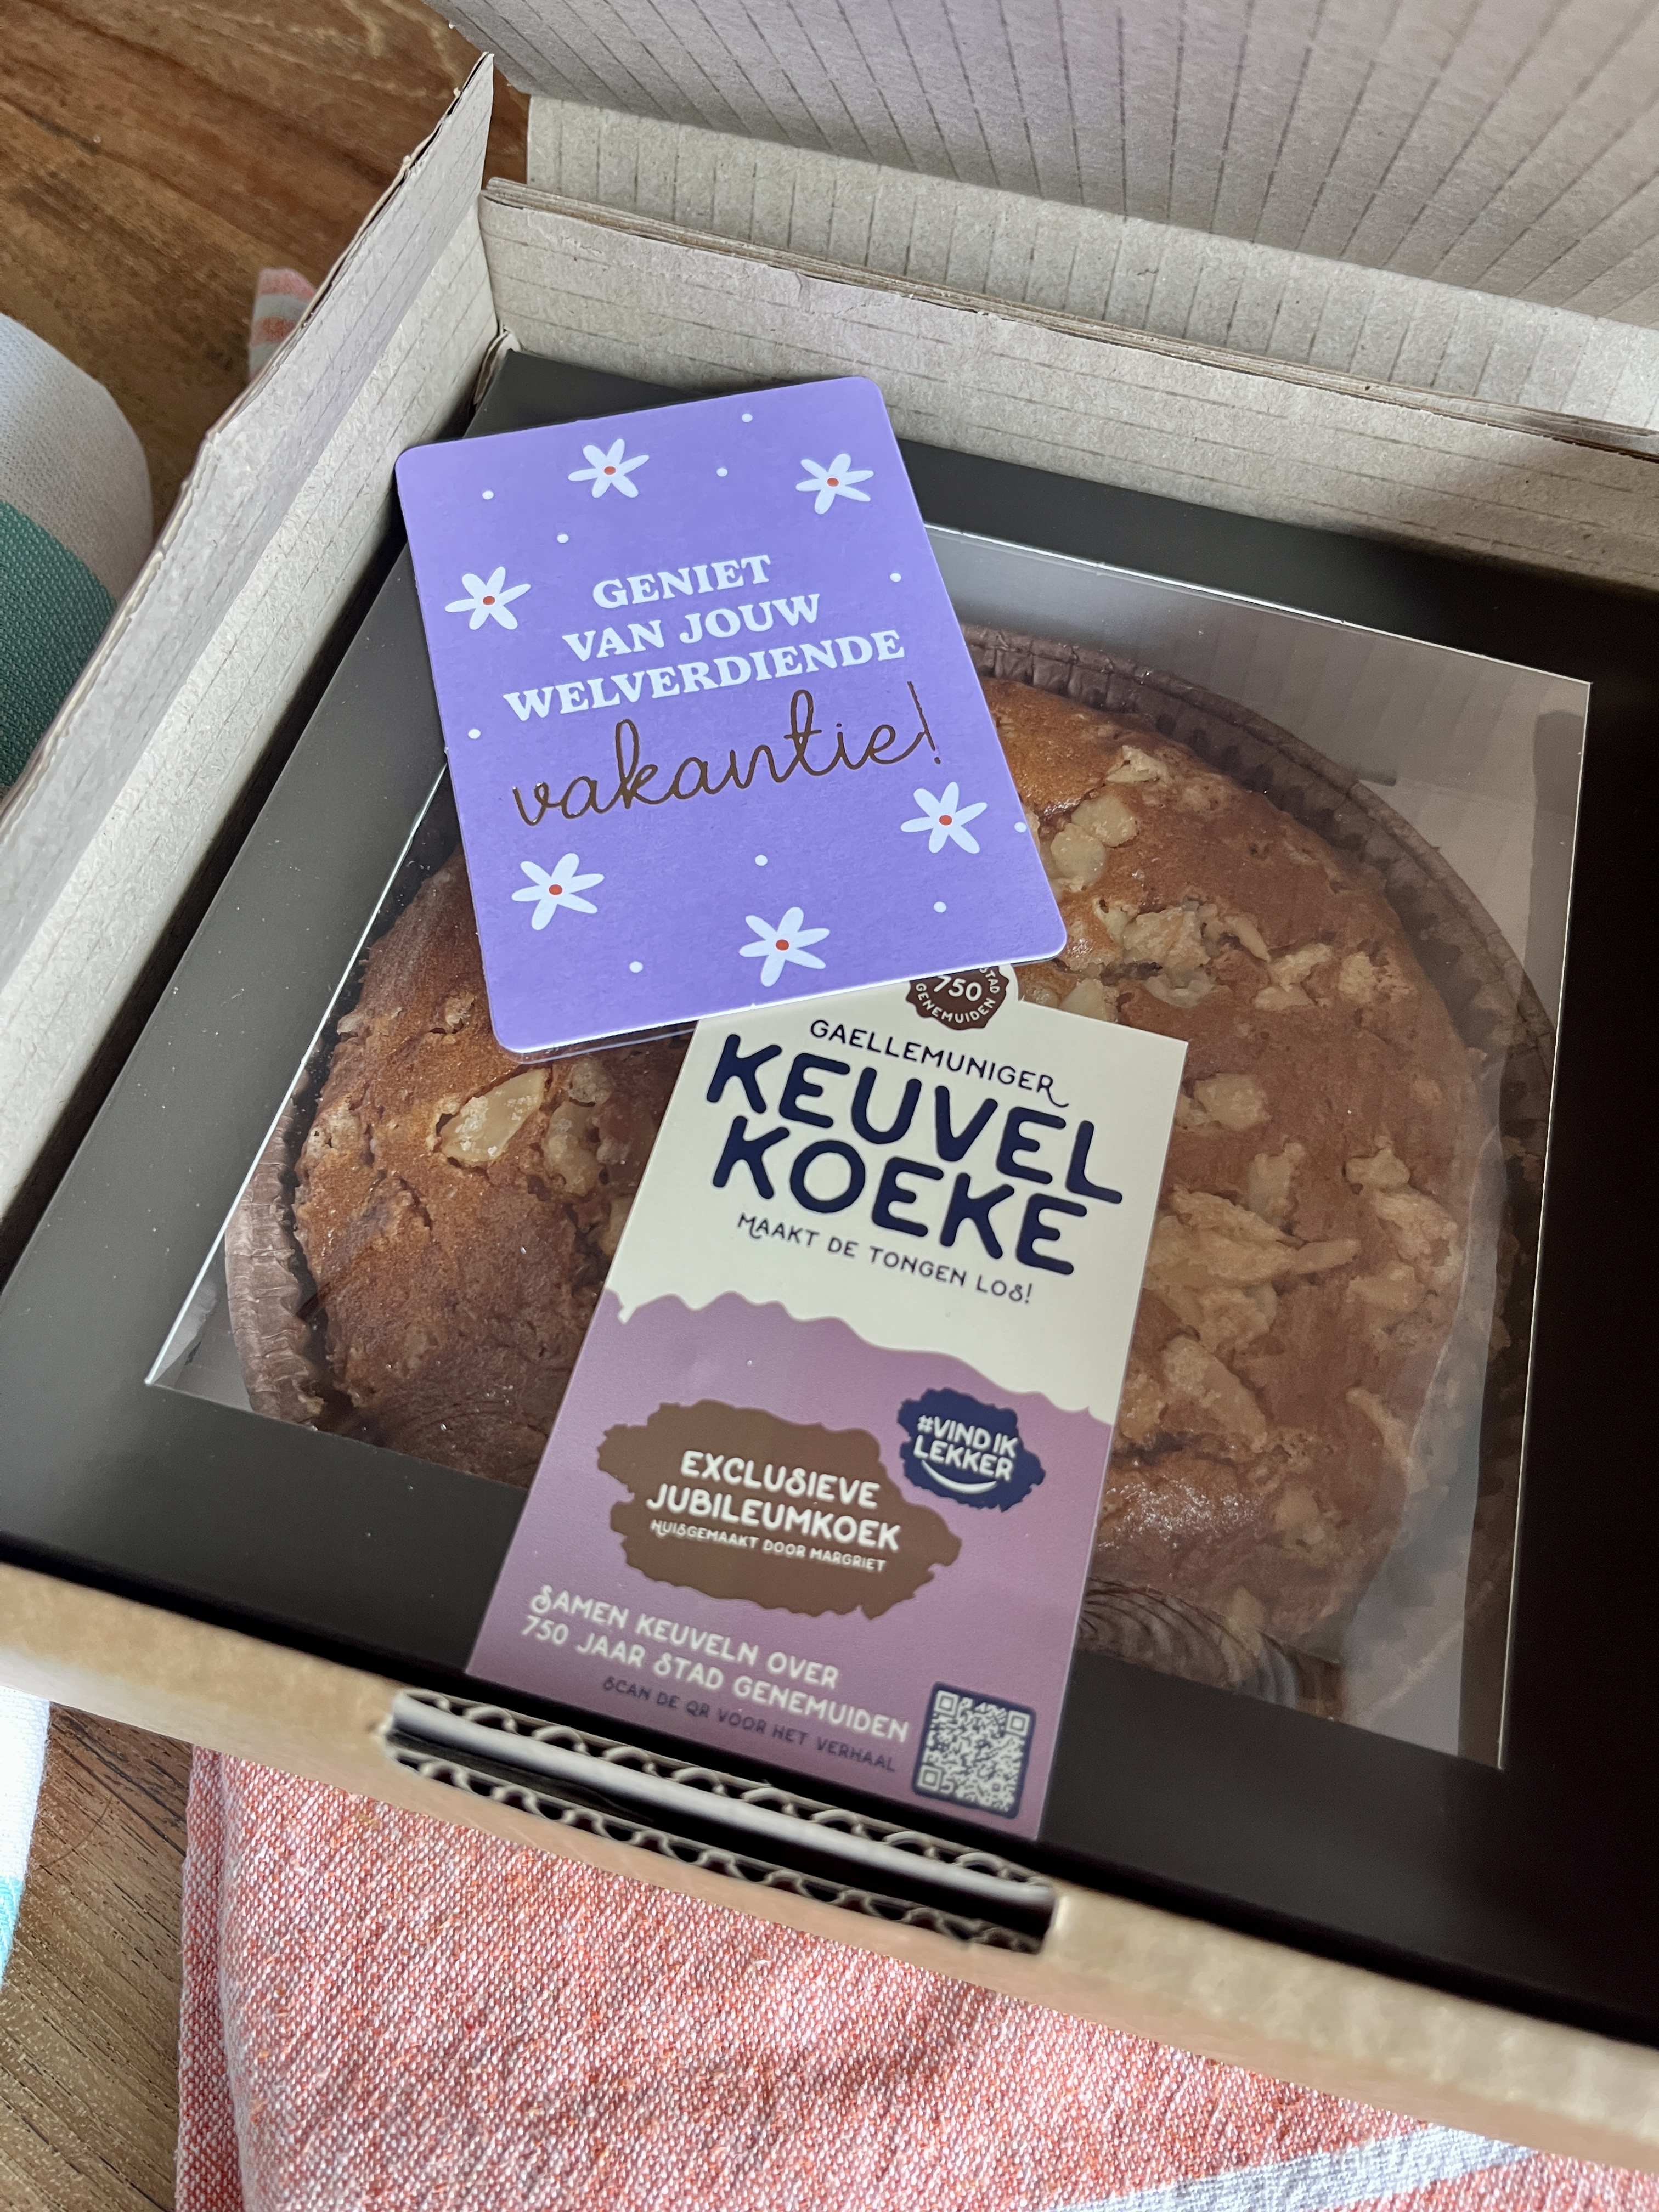 GENIET
VAN JOUW
WELVERDIENDE
vakantie!
750
GENEMUIDEN
GAELLEMUNIGER
KEUVEL
KOEKE
MAAKT DE TONGEN LOS!
#VIND IK
LEKKER
EXCLUSIEVE
JUBILEUMKOEK
HUISGEMAAKT DOOR MARGRIET
SAMEN KEUVELN OVER
750 JAAR STAD GENEMUIDEN
SCAN DE QR VOOR HET VERHAAL